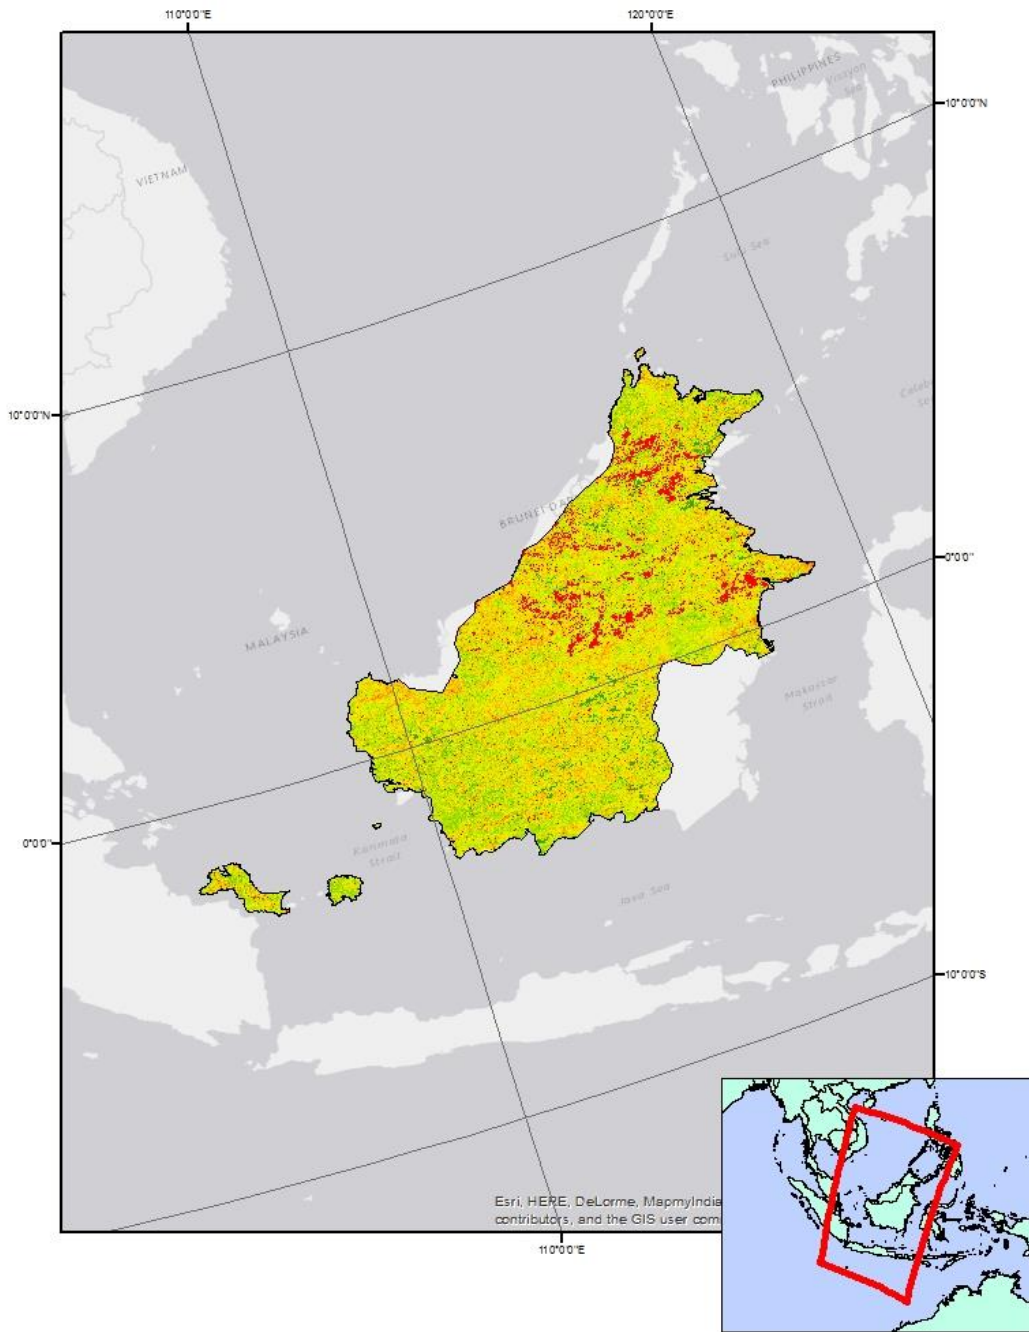 110°0'0"E
120°0'0"E
PHILIPPINES
Visayan
Sea
10°0'0"N
VIETNAM
Sulu Sea
10°0'0"N
Sea
BRUNEI DAR
0°0'0"
MALAYSIA
Makassar
Strait
0°0'0"
Karimata
Strait
Java Sea
10°0'0"S
Esri, HERE, DeLorme, MapmyIndia
contributors, and the GIS user com
110°0'0"E